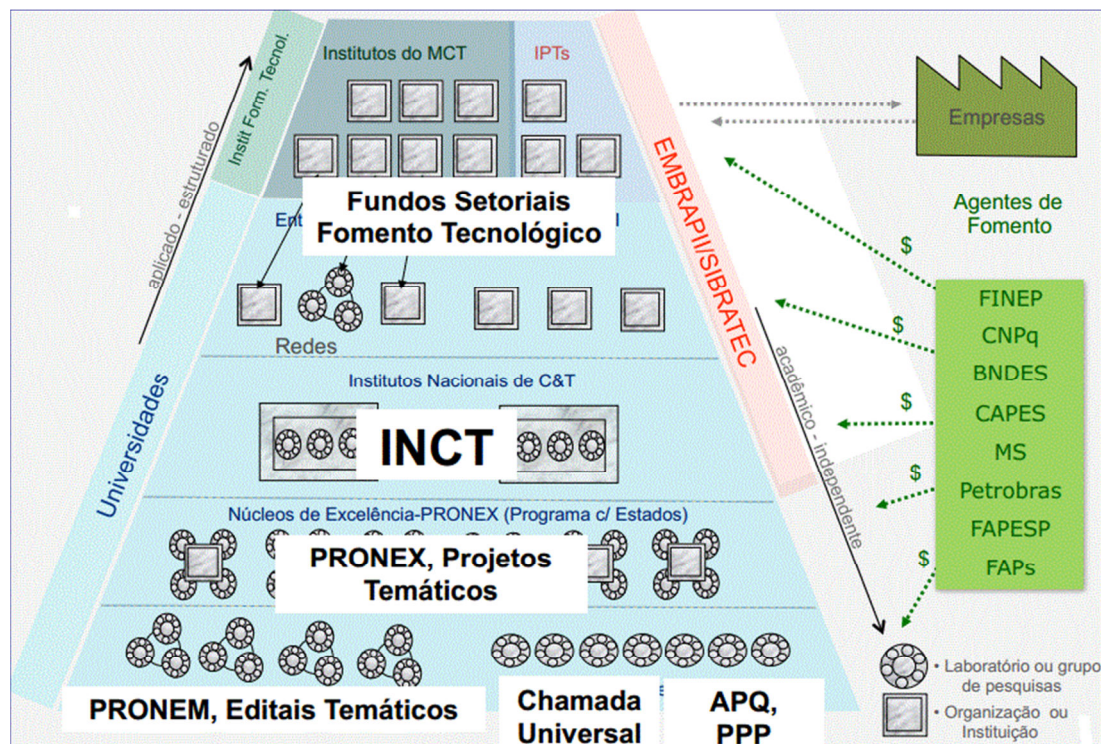 Instit Form. Tecnol.
Institutos do MCT
IPTs
aplicado - estruturado
Fundos Setoriais
Fomento Tecnológico
Redes
Universidades
EMBRAPII/SIBRATEC
Institutos Nacionais de C&T
INCT
Núcleos de Excelência-PRONEX (Programa c/ Estados)
PRONEX, Projetos
Temáticos
PRONEM, Editais Temáticos
Chamada
Universal
APQ,
PPP
acadêmico - independente
Empresas
Agentes de
Fomento
$
$
$
$
$
FINEP
CNPq
BNDES
CAPES
MS
Petrobras
FAPESP
FAPs
• Laboratório ou grupo
de pesquisas
• Organização ou
Instituição